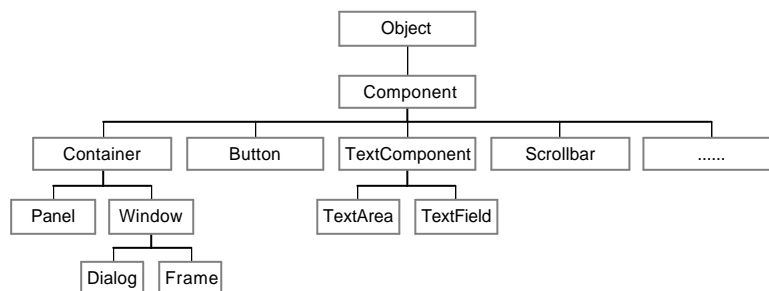 Object
Component
Container
Button
TextComponent
Scrollbar
......
Panel
Window
TextArea
TextField
Dialog
Frame